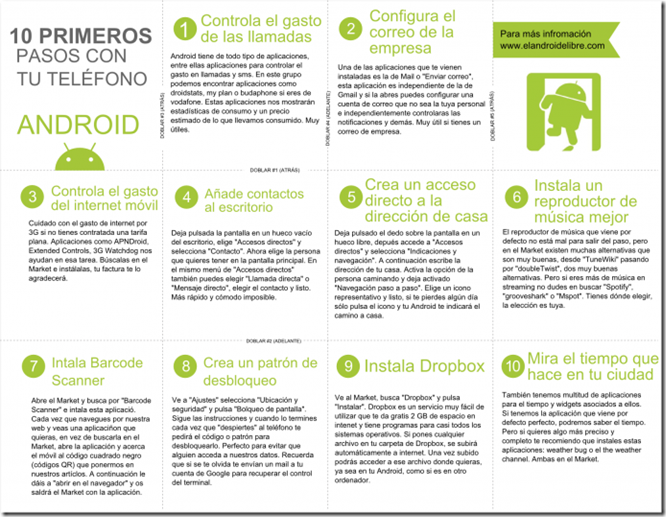 10 PRIMEROS
PASOS CON
TU TELÉFONO
ANDROID
1
Controla el gasto
de las llamadas
Android tiene de todo tipo de aplicaciones,
entre ellas aplicaciones para controlar el
gasto en llamadas y sms. En este grupo
podemos encontrar aplicaciones como
droidstats, my plan o budaphone si eres de
vodafone. Estas aplicaciones nos mostrarán
estadísticas de consumo y un precio
estimado de lo que llevamos consumido. Muy
útiles.
2
Configura el
correo de la
empresa
Una de las aplicaciones que te vienen
instaladas es la de Mail o "Enviar correo",
esta aplicación es independiente de la de
Gmail y si la abres puedes configurar una
cuenta de correo que no sea la tuya personal
e independientemente controlaras las
notificaciones y demás. Muy útil si tienes un
correo de empresa.
Para más infromación
www.elandroidelibre.com
DOBLAR #3 (ATRÁS)
DOBLAR #4 (ADELANTE)
DOBLAR #5 (ATRÁS)
DOBLAR #1 (ATRÁS)
3
Controla el gasto
del internet móvil
Cuidado con el gasto de internet por
3G si no tienes contratada una tarifa
plana. Aplicaciones como APNDroid,
Extended Controls, 3G Watchdog nos
ayudan en esa tarea. Búscalas en el
Market e instálalas, tu factura te lo
agradecerá.
4
Añade contactos
al escritorio
Deja pulsada la pantalla en un hueco vacío
del escritorio, elige "Accesos directos" y
selecciona "Contacto". Ahora elige la persona
que quieres tener en la pantalla principal. En
el mismo menú de "Accesos directos"
también puedes elegir "Llamada directa" o
"Mensaje directo", elegir el contacto y listo.
Más rápido y cómodo imposible.
5
Crea un acceso
directo a la
dirección de casa
Deja pulsado el dedo sobre la pantalla en un
hueco libre, depués accede a "Accesos
directos" y selecciona "Indicaciones y
navegación". A continuación escribe la
dirección de tu casa. Activa la opción de la
persona caminando y deja activado
"Navegación paso a paso". Elige un icono
representativo y listo, si te pierdes algún día
sólo pulsa el icono y tu Android te indicará el
camino a casa.
6
Instala un
reproductor de
música mejor
El reproductor de música que viene por
defecto no está mal para salir del paso, pero
en el Market existen muchas alternativas que
son muy buenas, desde "TuneWiki" pasando
por "doubleTwist", dos muy buenas
alternativas. Pero si eres más de música en
streaming no dudes en buscar "Spotify",
"grooveshark" o "Mspot". Tienes dónde elegir,
la elección es tuya.
DOBLAR #2 (ADELANTE)
7
Intala Barcode
Scanner
Abre el Market y busca por "Barcode
Scanner" e intala esta aplicació.
Cada vez que navegues por nuestra
web y veas una aplicación que
quieras, en vez de buscarla en el
Market, abre la aplicación y acerca
el móvil al código cuadrado negro
(códigos QR) que ponemos en
nuestros artículos. A continuación le
dáis a "abrir en el navegador" y os
saldrá el Market con la aplicación.
8
Crea un patrón de
desbloqueo
Ve a "Ajustes" selecciona "Ubicación y
seguridad" y pulsa "Bolqueo de pantalla".
Sigue las instrucciones y cuando lo termines
cada vez que "despiertes" al teléfono te
pedirá el código o patrón para
desbloquearlo. Perfecto para evitar que
alguien acceda a nuestros datos. Recuerda
que si se te olvida te envían un mail a tu
cuenta de Google para recuperar el control
del terminal.
9
Instala Dropbox
Ve al Market, busca "Dropbox" y pulsa
"Instalar". Dropbox es un servicio muy fácil de
utilizar que te da gratis 2 GB de espacio en
intenet y tiene programas para casi todos los
sistemas operativos. Si pones cualquier
archivo en tu carpeta de Dropbox, se subirá
automáticamente a internet. Una vez subido
podrás acceder a ese archivo donde quieras,
ya sea en tu Android, como si es en otro
ordenador.
10
Mira el tiempo que
hace en tu ciudad
También tenemos multitud de aplicaciones
para el tiempo y widgets asociados a ellos.
Si tenemos la aplicación que viene por
defecto perfecto, podremos saber el tiempo.
Pero si quieres algo más preciso y
completo te recomiendo que instales estas
aplicaciones: weather bug o el the weather
channel. Ambas en el Market.